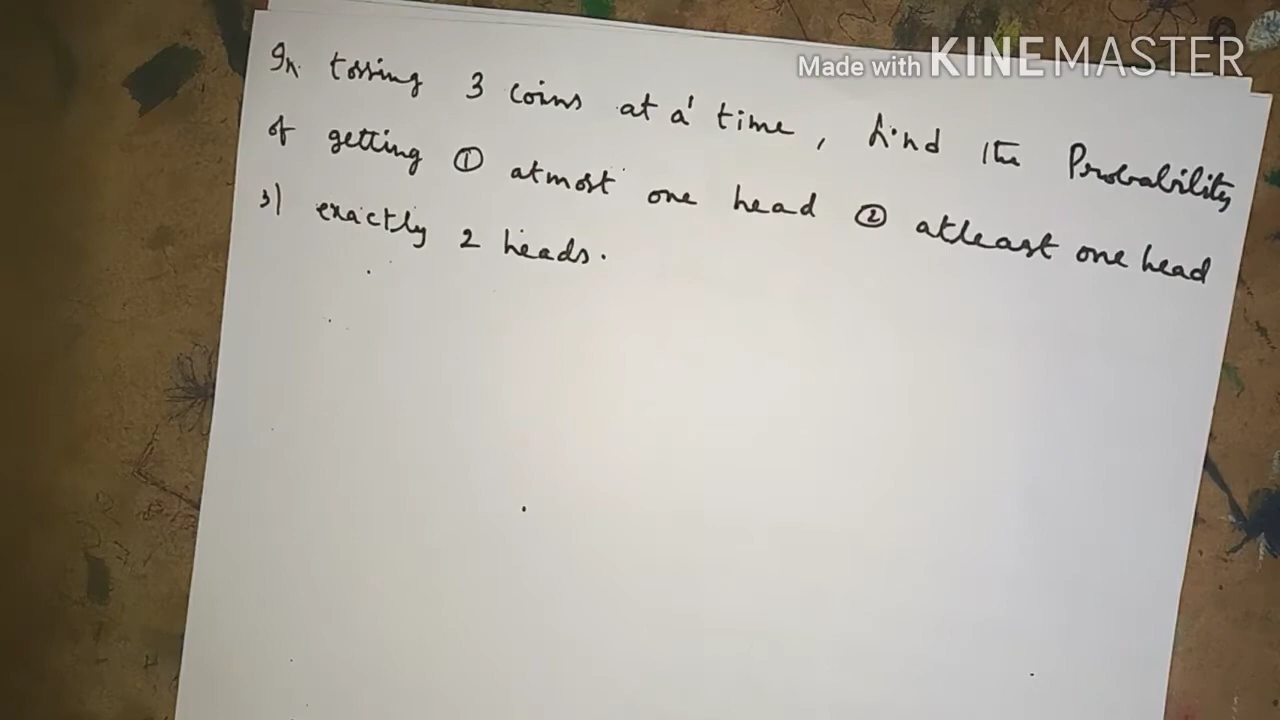 Made with KINEMASTER
In tossing 3 coins at a time, find the Probability
of getting ① atmost one head ② atleast one head
3) exactly 2 heads.